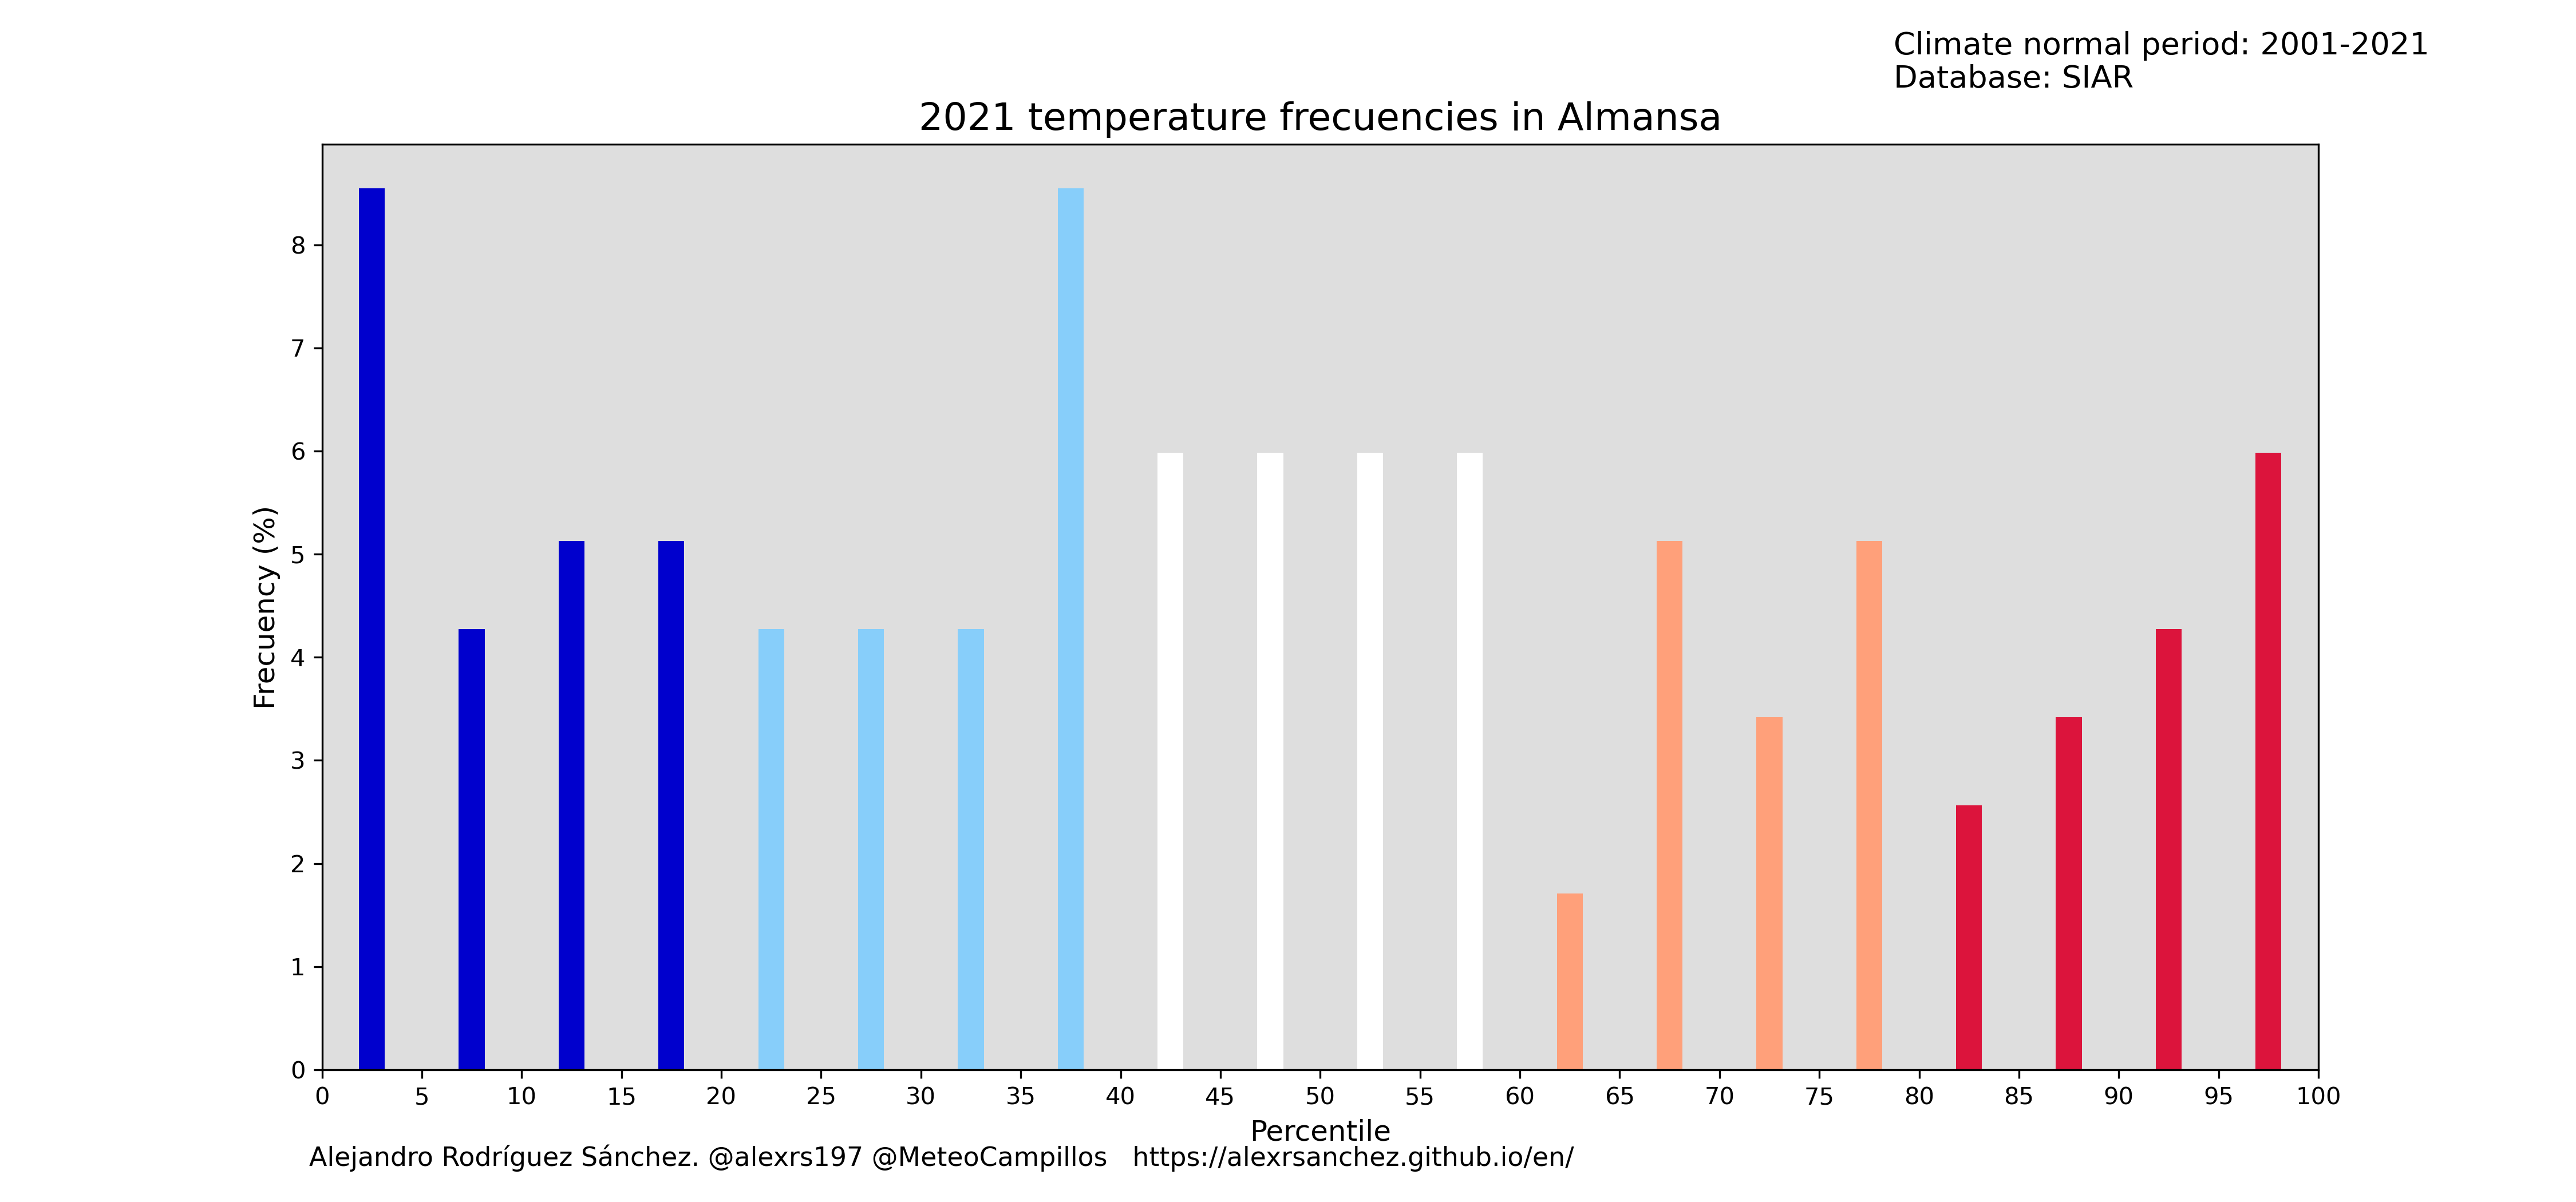 Climate normal period: 2001-2021
Database: SIAR
2021 temperature frecuencies in Almansa
8
7
6
5
4
3
2
1
0
Frecuency (%)
0 5 10 15 20 25 30 35 40 45 50 55 60 65 70 75 80 85 90 95 100
Percentile
Alejandro Rodríguez Sánchez. @alexrs197 @MeteoCampillos https://alexrsanchez.github.io/en/